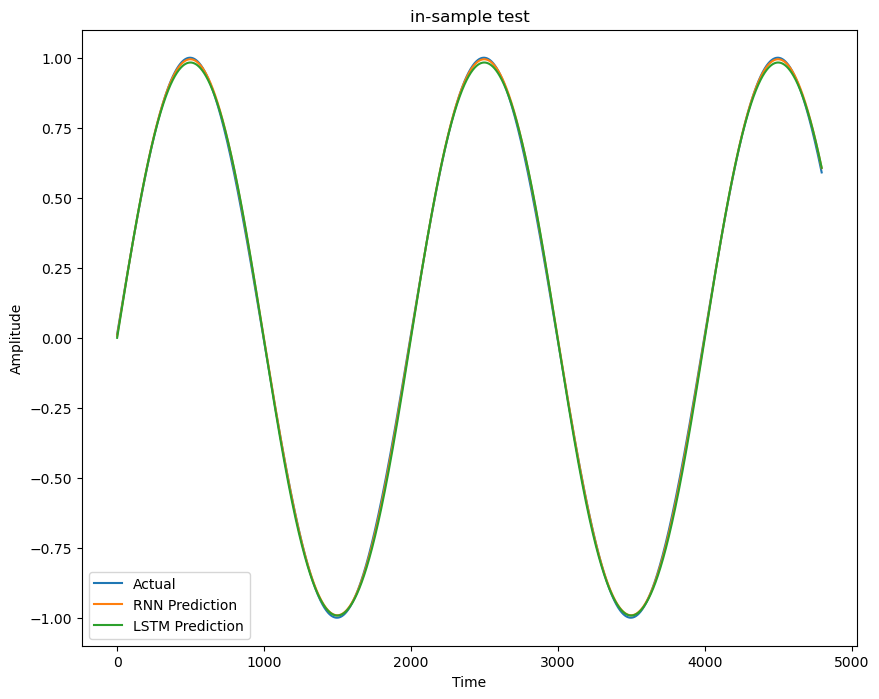 in-sample test
Amplitude
1.00
0.75
0.50
0.25
0.00
−0.25
−0.50
−0.75
−1.00
Actual
RNN Prediction
LSTM Prediction
0 1000 2000 3000 4000 5000
Time